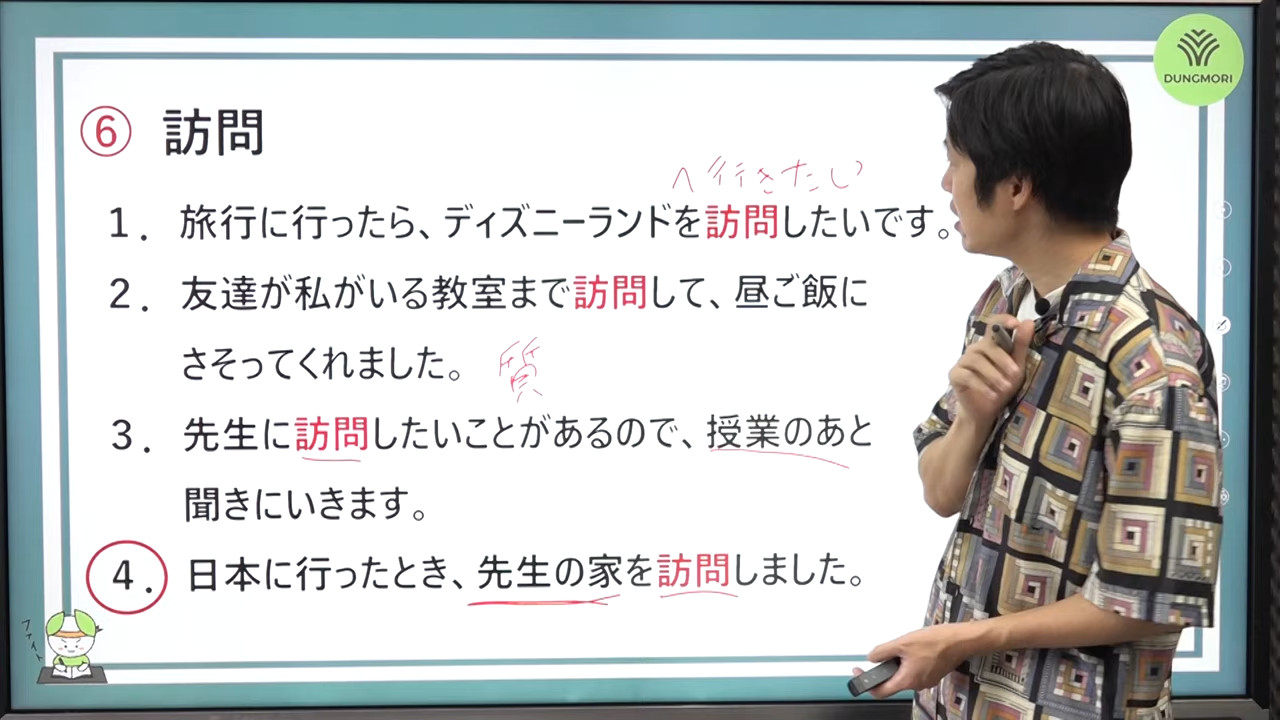 DUNGMORI
⑥ 訪問
へ行きたい
1. 旅行に行ったら、ディズニーランドを訪問したいです。
2. 友達が私がいる教室まで訪問して、昼ご飯に
さそってくれました。
質
3. 先生に訪問したいことがあるので、授業のあと
聞きにいきます。
4. 日本に行ったとき、先生の家を訪問しました。
ファイト